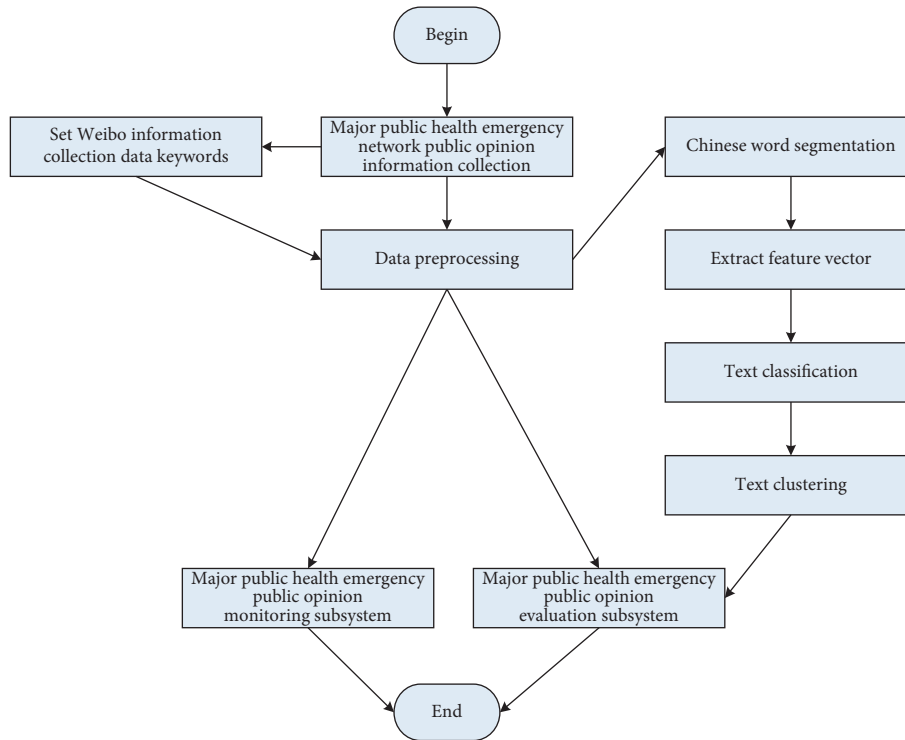 Begin
Set Weibo information
collection data keywords
Major public health emergency
network public opinion
information collection
Chinese word segmentation
Data preprocessing
Extract feature vector
Text classification
Text clustering
Major public health emergency
public opinion
monitoring subsystem
Major public health emergency
public opinion
evaluation subsystem
End